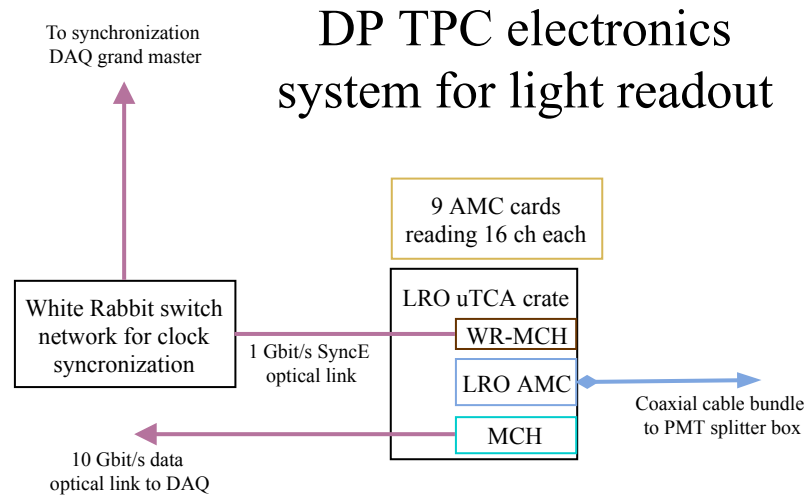 DP TPC electronics
system for light readout
To synchronization
DAQ grand master
9 AMC cards
reading 16 ch each
White Rabbit switch
network for clock
syncronization
1 Gbit/s SyncE
optical link
LRO uTCA crate
WR-MCH
LRO AMC
MCH
Coaxial cable bundle
to PMT splitter box
10 Gbit/s data
optical link to DAQ